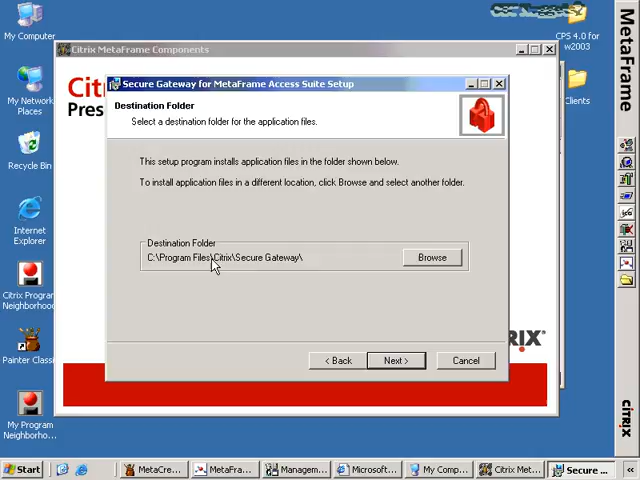 My Computer
My Network
Places
Recycle Bin
Internet
Explorer
Citrix Program
Neighborhoo...
Painter Classi
My Program
Neighborhoo...
Citrix MetaFrame Components
Secure Gateway for MetaFrame Access Suite Setup
Destination Folder
Select a destination folder for the application files.
This setup program installs application files in the folder shown below.
To install application files in a different location, click Browse and select another folder.
Destination Folder
C:\Program Files\Citrix\Secure Gateway\
Browse
< Back
Next >
Cancel
CPS 4.0 for
w2003
Clients
MetaFrame
CITRIX
Start
MetaCre...
MetaFra...
Managem...
Microsoft...
My Comp...
Citrix Met...
Secure ...